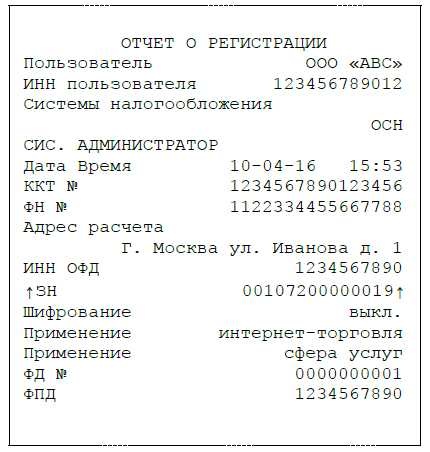 ОТЧЕТ О РЕГИСТРАЦИИ
Пользователь ООО «АВС»
ИНН пользователя 123456789012
Системы налогообложения
ОСН
СИС. АДМИНИСТРАТОР
Дата Время 10-04-16 15:53
ККТ № 1234567890123456
ФН № 1122334455667788
Адрес расчета
Г. Москва ул. Иванова д. 1
ИНН ОФД 1234567890
↑ЗН 00107200000019↑
Шифрование выкл.
Применение интернет-торговля
Применение сфера услуг
ФД № 0000000001
ФПД 1234567890